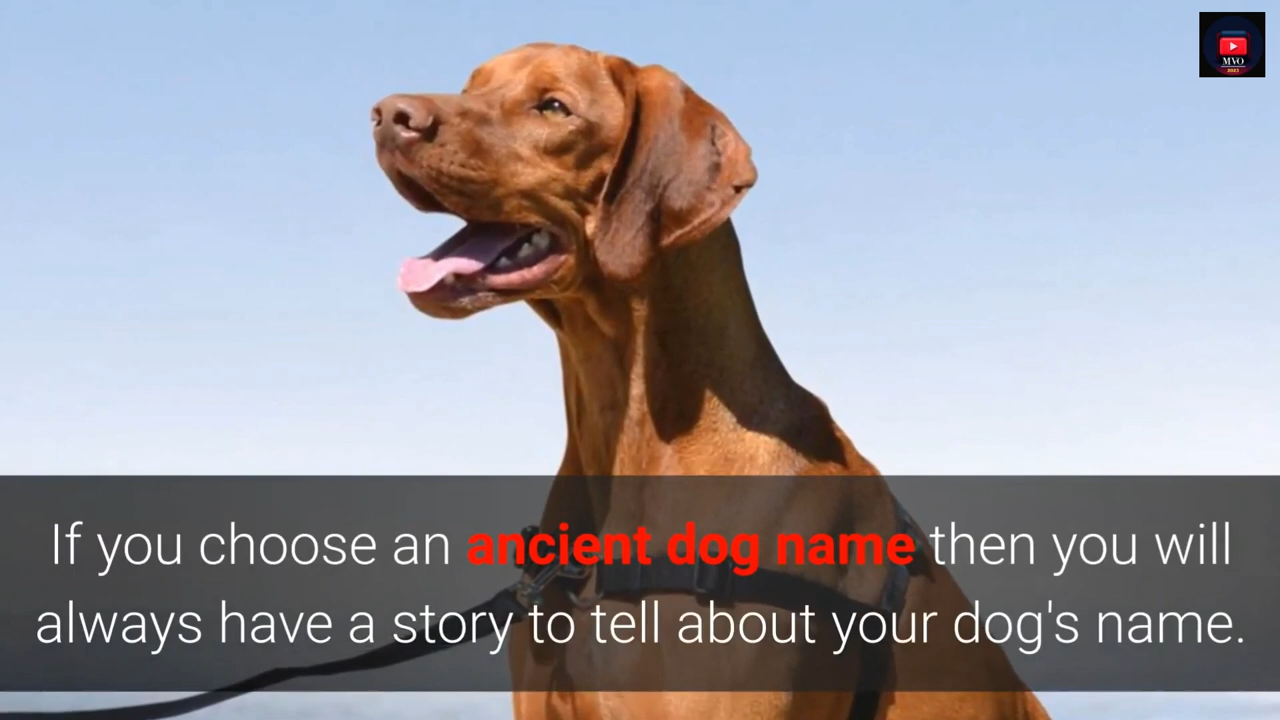 MVO
2023
If you choose an ancient dog name then you will
always have a story to tell about your dog's name.